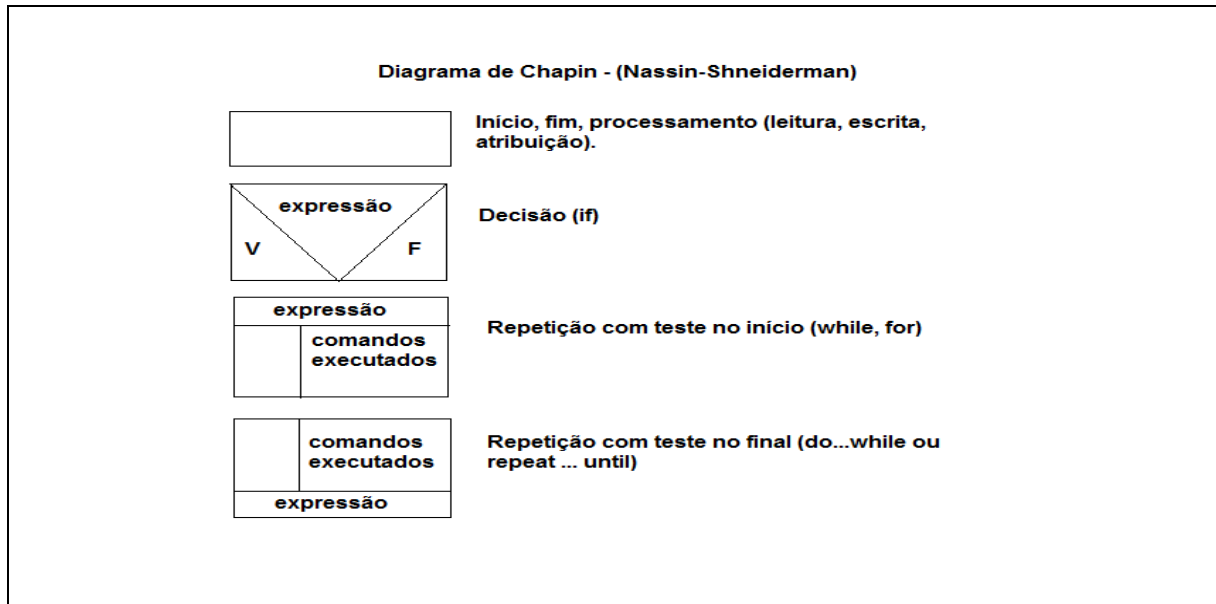 Diagrama de Chapin - (Nassin-Shneiderman)
Início, fim, processamento (leitura, escrita,
atribuição).
expressão
V
F
Decisão (if)
expressão
comandos
executados
Repetição com teste no início (while, for)
comandos
executados
expressão
Repetição com teste no final (do...while ou
repeat ... until)